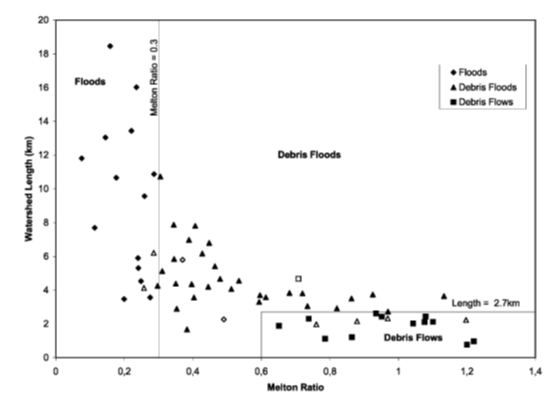 20
18
16
14
12
10
8
6
4
2
0
Watershed Length (km)
Floods
Melton Ratio = 0.3
Floods
Debris Floods
Debris Flows
Debris Floods
Length = 2.7km
Debris Flows
0 0,2 0,4 0,6 0,8 1 1,2 1,4
Melton Ratio